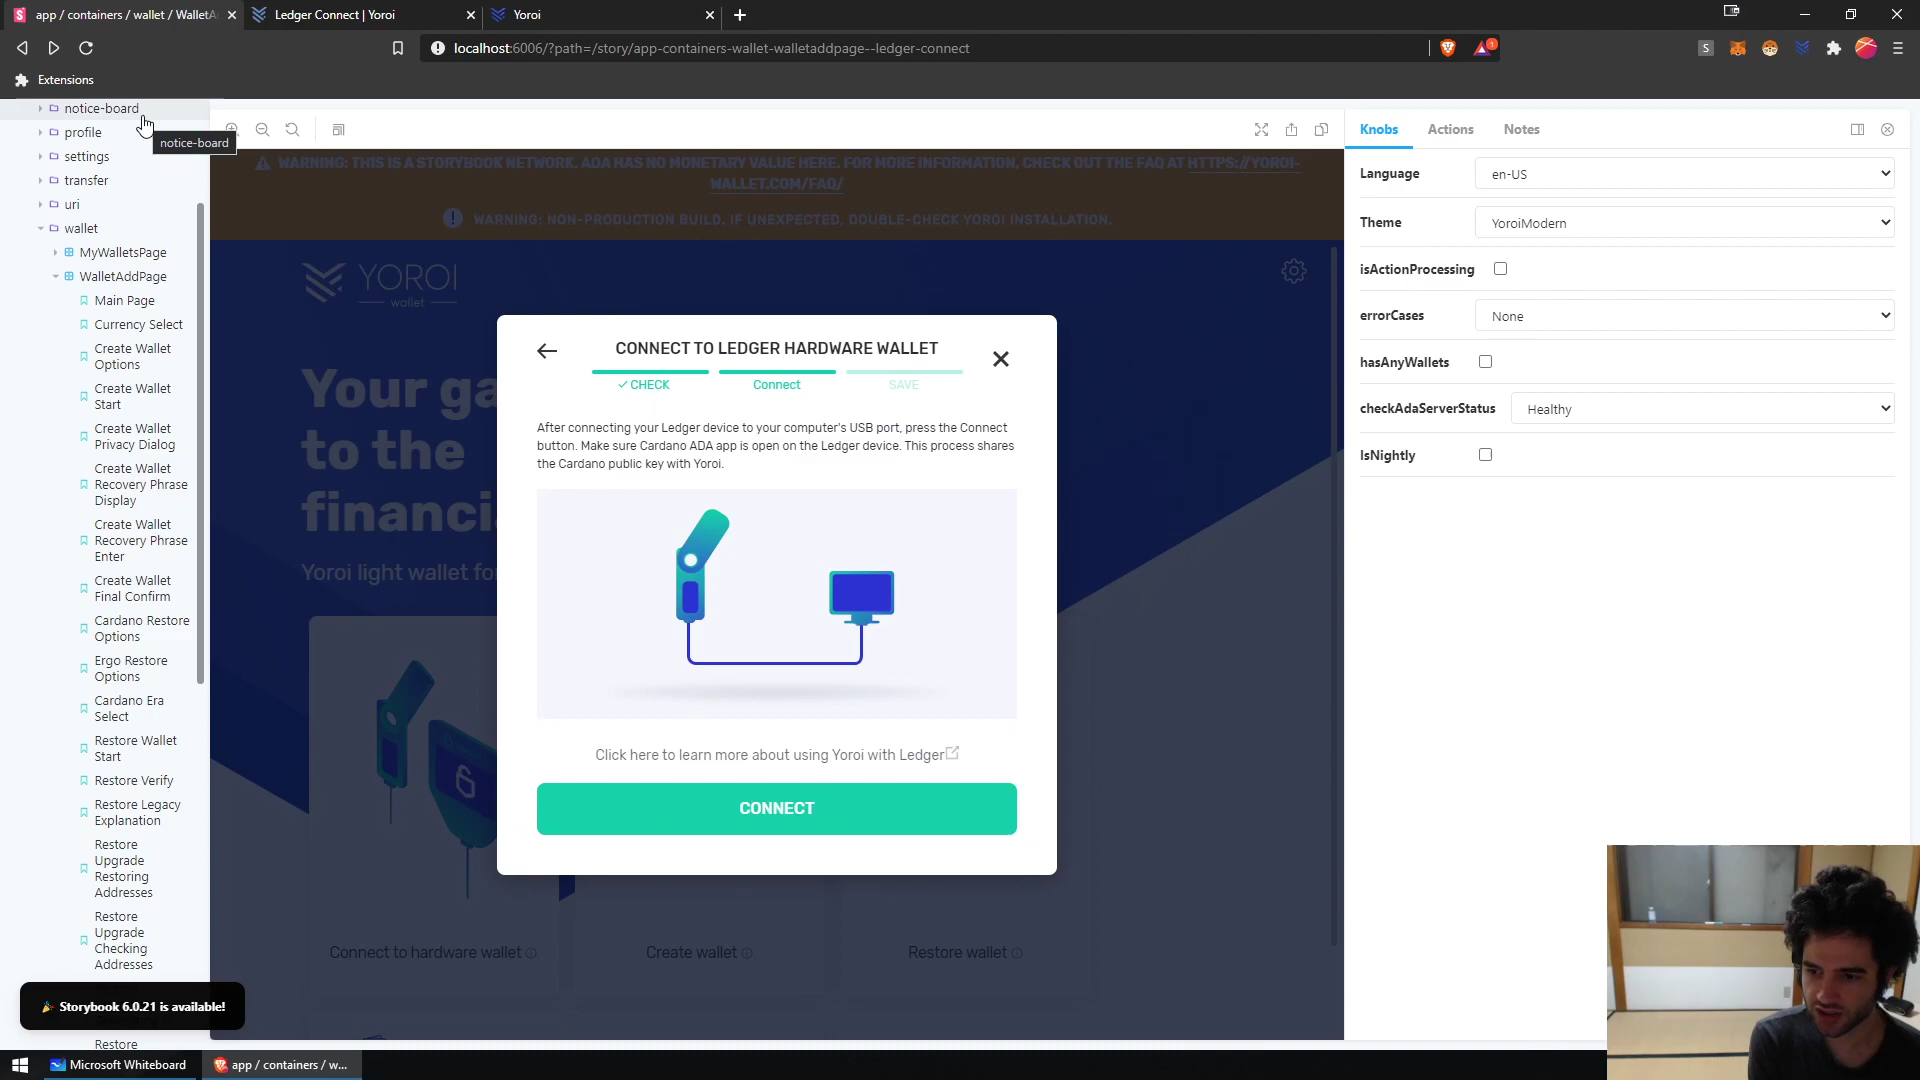 app / containers / wallet / WalletA
Ledger Connect | Yoroi
Yoroi
localhost:6006/?path=/story/app-containers-wallet-walletaddpage--ledger-connect
1
S
Extensions
notice-board
profile
notice-board
settings
transfer
uri
wallet
MyWalletsPage
WalletAddPage
Main Page
Currency Select
Create Wallet
Options
Create Wallet
Start
Create Wallet
Privacy Dialog
Create Wallet
Recovery Phrase
Display
Create Wallet
Recovery Phrase
Enter
Create Wallet
Final Confirm
Cardano Restore
Options
Ergo Restore
Options
Cardano Era
Select
Restore Wallet
Start
Restore Verify
Restore Legacy
Explanation
Restore
Upgrade
Restoring
Addresses
Restore
Upgrade
Checking
Addresses
Storybook 6.0.21 is available!
Restore
WARNING: THIS IS A STORYBOOK NETWORK. ADA HAS NO MONETARY VALUE HERE. FOR MORE INFORMATION, CHECK OUT THE FAQ AT HTTPS://YOROI-
WALLET.COM/FAQ/
WARNING: NON-PRODUCTION BUILD. IF UNEXPECTED, DOUBLE-CHECK YOROI INSTALLATION.
YOROI
wallet
Your ga
to the
financi
Yoroi light wallet for
CONNECT TO LEDGER HARDWARE WALLET
CHECK
Connect
SAVE
After connecting your Ledger device to your computer's USB port, press the Connect
button. Make sure Cardano ADA app is open on the Ledger device. This process shares
the Cardano public key with Yoroi.
Click here to learn more about using Yoroi with Ledger
CONNECT
Connect to hardware wallet
Create wallet
Restore wallet
Knobs
Actions
Notes
Language
en-US
Theme
YoroiModern
isActionProcessing
errorCases
None
hasAnyWallets
checkAdaServerStatus
Healthy
IsNightly
Microsoft Whiteboard
app / containers / w...